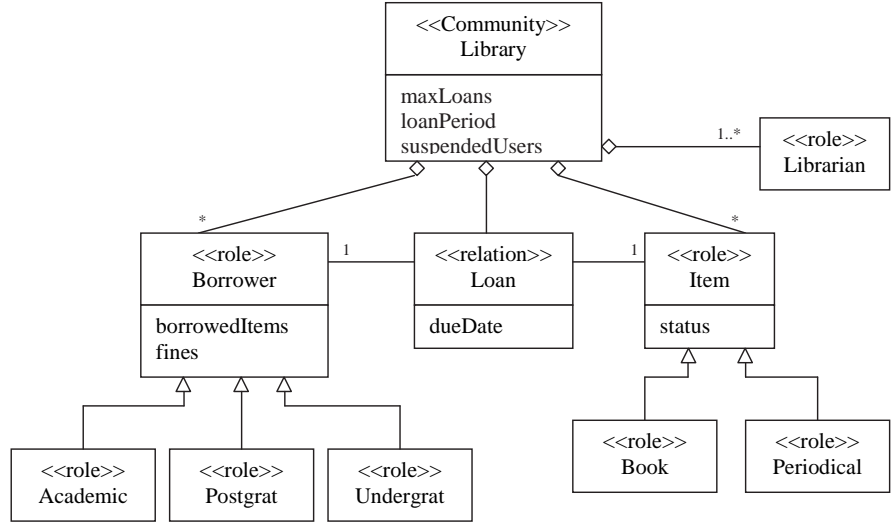 <<Community>>
Library
maxLoans
loanPeriod
suspendedUsers
1..*
<<role>>
Librarian
*
*
<<role>>
Borrower
1
<<relation>>
Loan
1
<<role>>
Item
borrowedItems
fines
dueDate
status
<<role>>
Academic
<<role>>
Postgrat
<<role>>
Undergrat
<<role>>
Book
<<role>>
Periodical